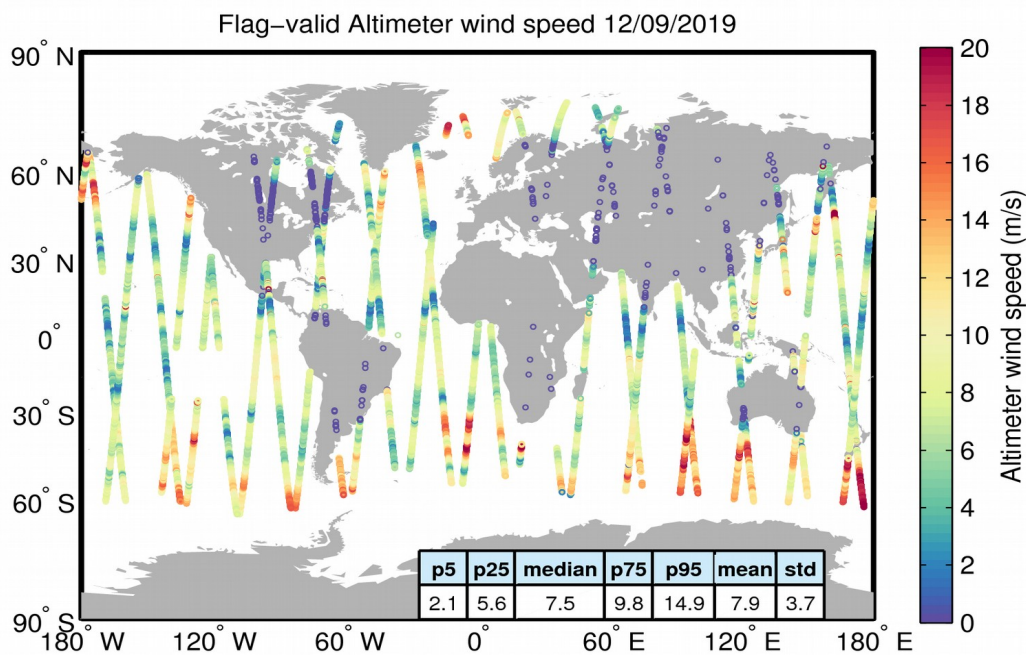 Flag−valid Altimeter wind speed 12/09/2019
90° N
60° N
30° N
0°
30° S
60° S
90° S
180° W
120° W
60° W
0°
60° E
120° E
180° E
p5 p25 median p75 p95 mean std
2.1 5.6 7.5 9.8 14.9 7.9 3.7
20
18
16
14
12
10
8
6
4
2
0
Altimeter wind speed (m/s)